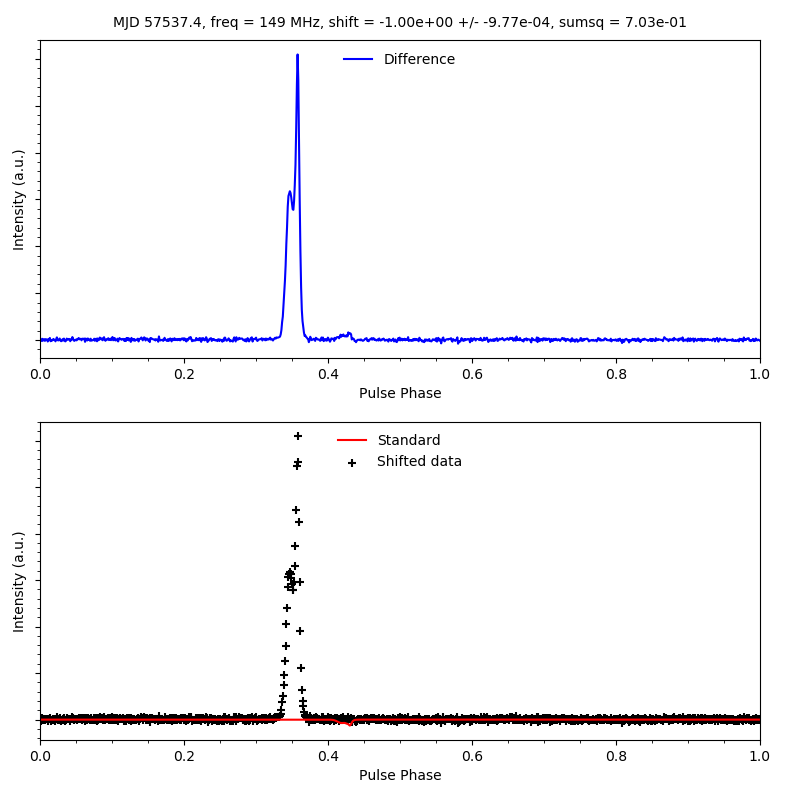 MJD 57537.4, freq = 149 MHz, shift = -1.00e+00 +/- -9.77e-04, sumsq = 7.03e-01
Difference
Intensity (a.u.)
0.0 0.2 0.4 0.6 0.8 1.0
Pulse Phase
Standard
Shifted data
Intensity (a.u.)
0.0 0.2 0.4 0.6 0.8 1.0
Pulse Phase